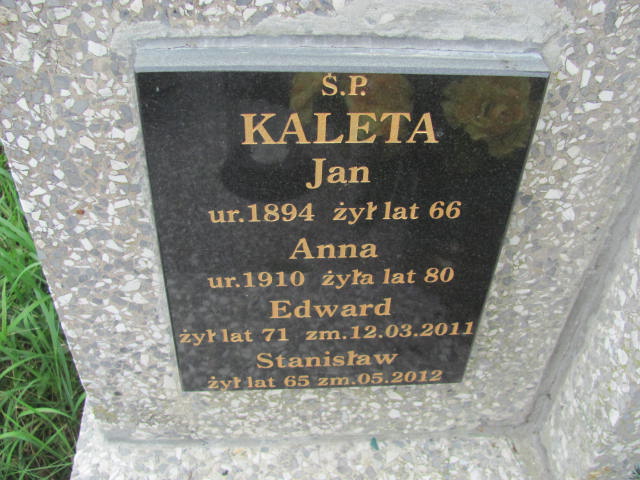 Ś.P.
KALETA
Jan
ur.1894 żył lat 66
Anna
ur.1910 żyła lat 80
Edward
żył lat 71 zm.12.03.2011
Stanisław
żył lat 65 zm.05.2012